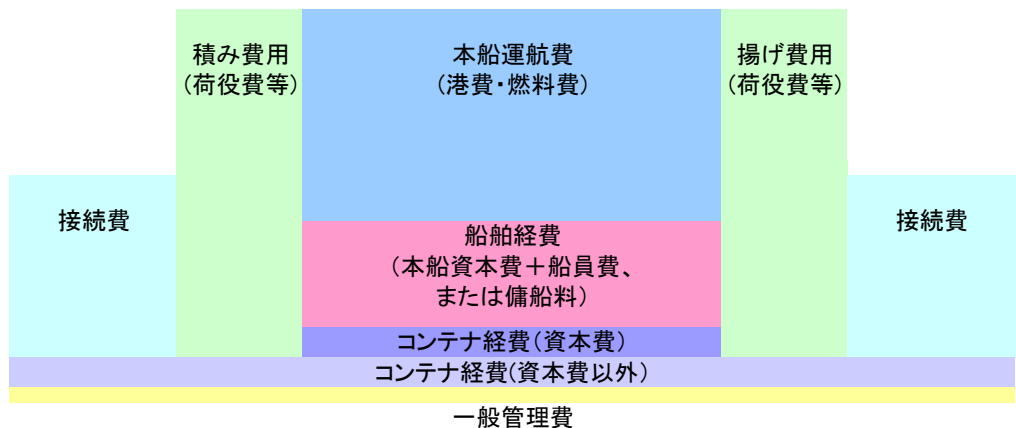 積み費用
(荷役費等)
本船運航費
(港費・燃料費)
揚げ費用
(荷役費等)
接続費
接続費
船舶経費
(本船資本費＋船員費、
または傭船料)
コンテナ経費(資本費)
コンテナ経費(資本費以外)
一般管理費